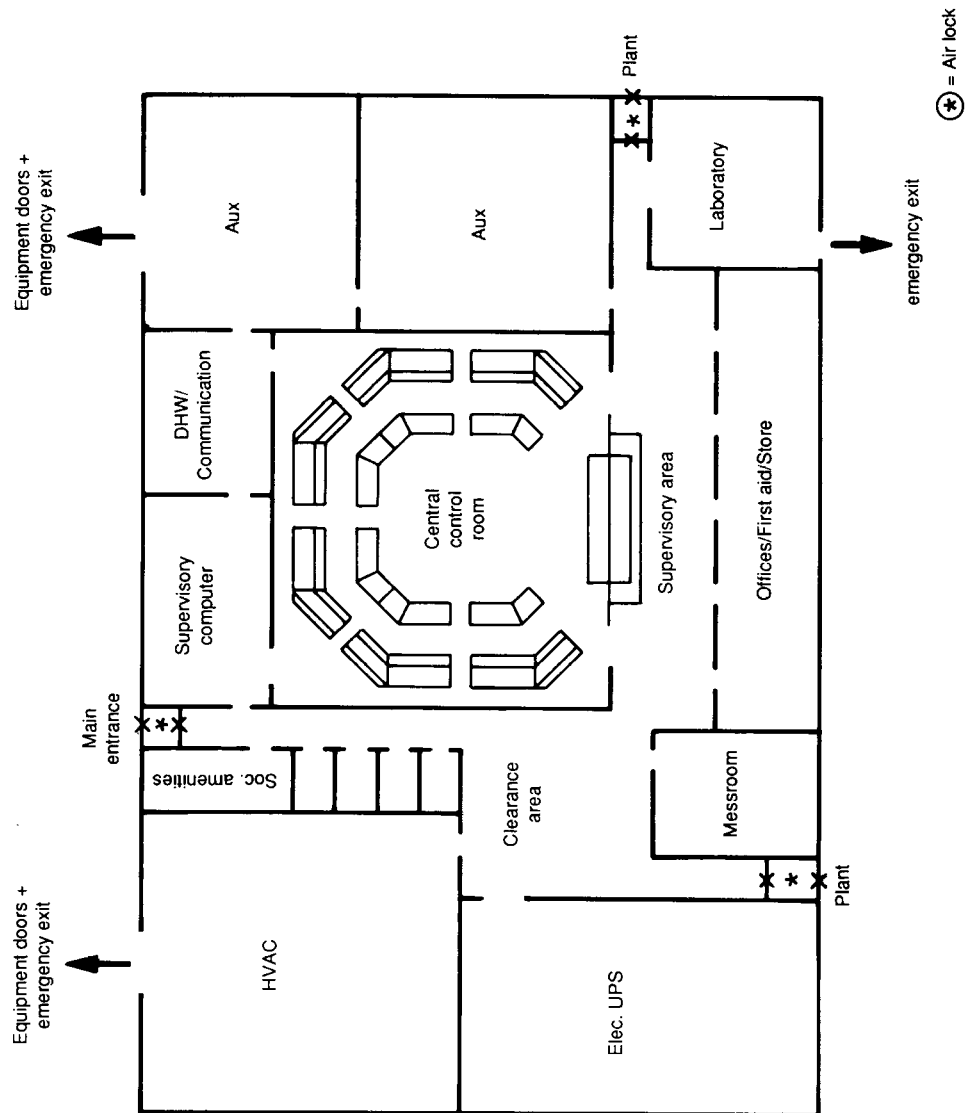 Equipment doors +
emergency exit
Equipment doors +
emergency exit
Main
entrance
Plant
HVAC
Soc. amenities
Supervisory
computer
DHW/
Communication
Aux
Aux
Central
control
room
Clearance
area
Supervisory area
Elec. UPS
Messroom
Offices/First aid/Store
Laboratory
Plant
emergency exit
* = Air lock